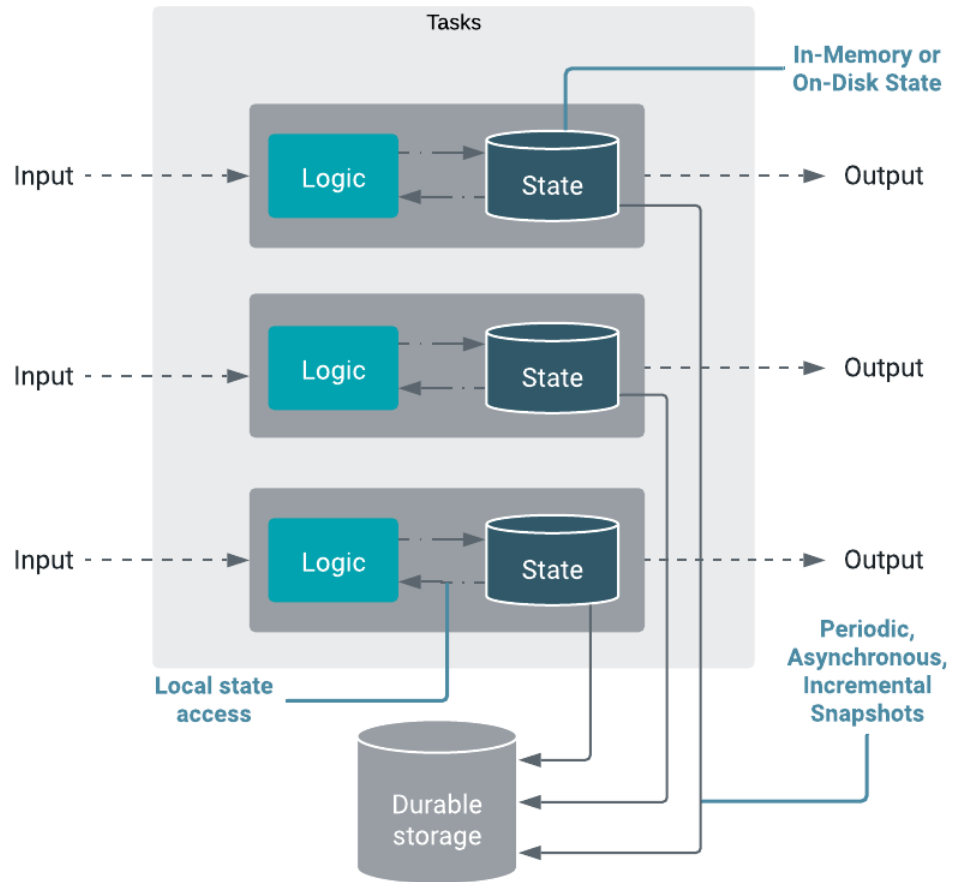 Tasks
In-Memory or
On-Disk State
Input
Logic
State
Output
Input
Logic
State
Output
Input
Logic
State
Output
Local state
access
Periodic,
Asynchronous,
Incremental
Snapshots
Durable
storage